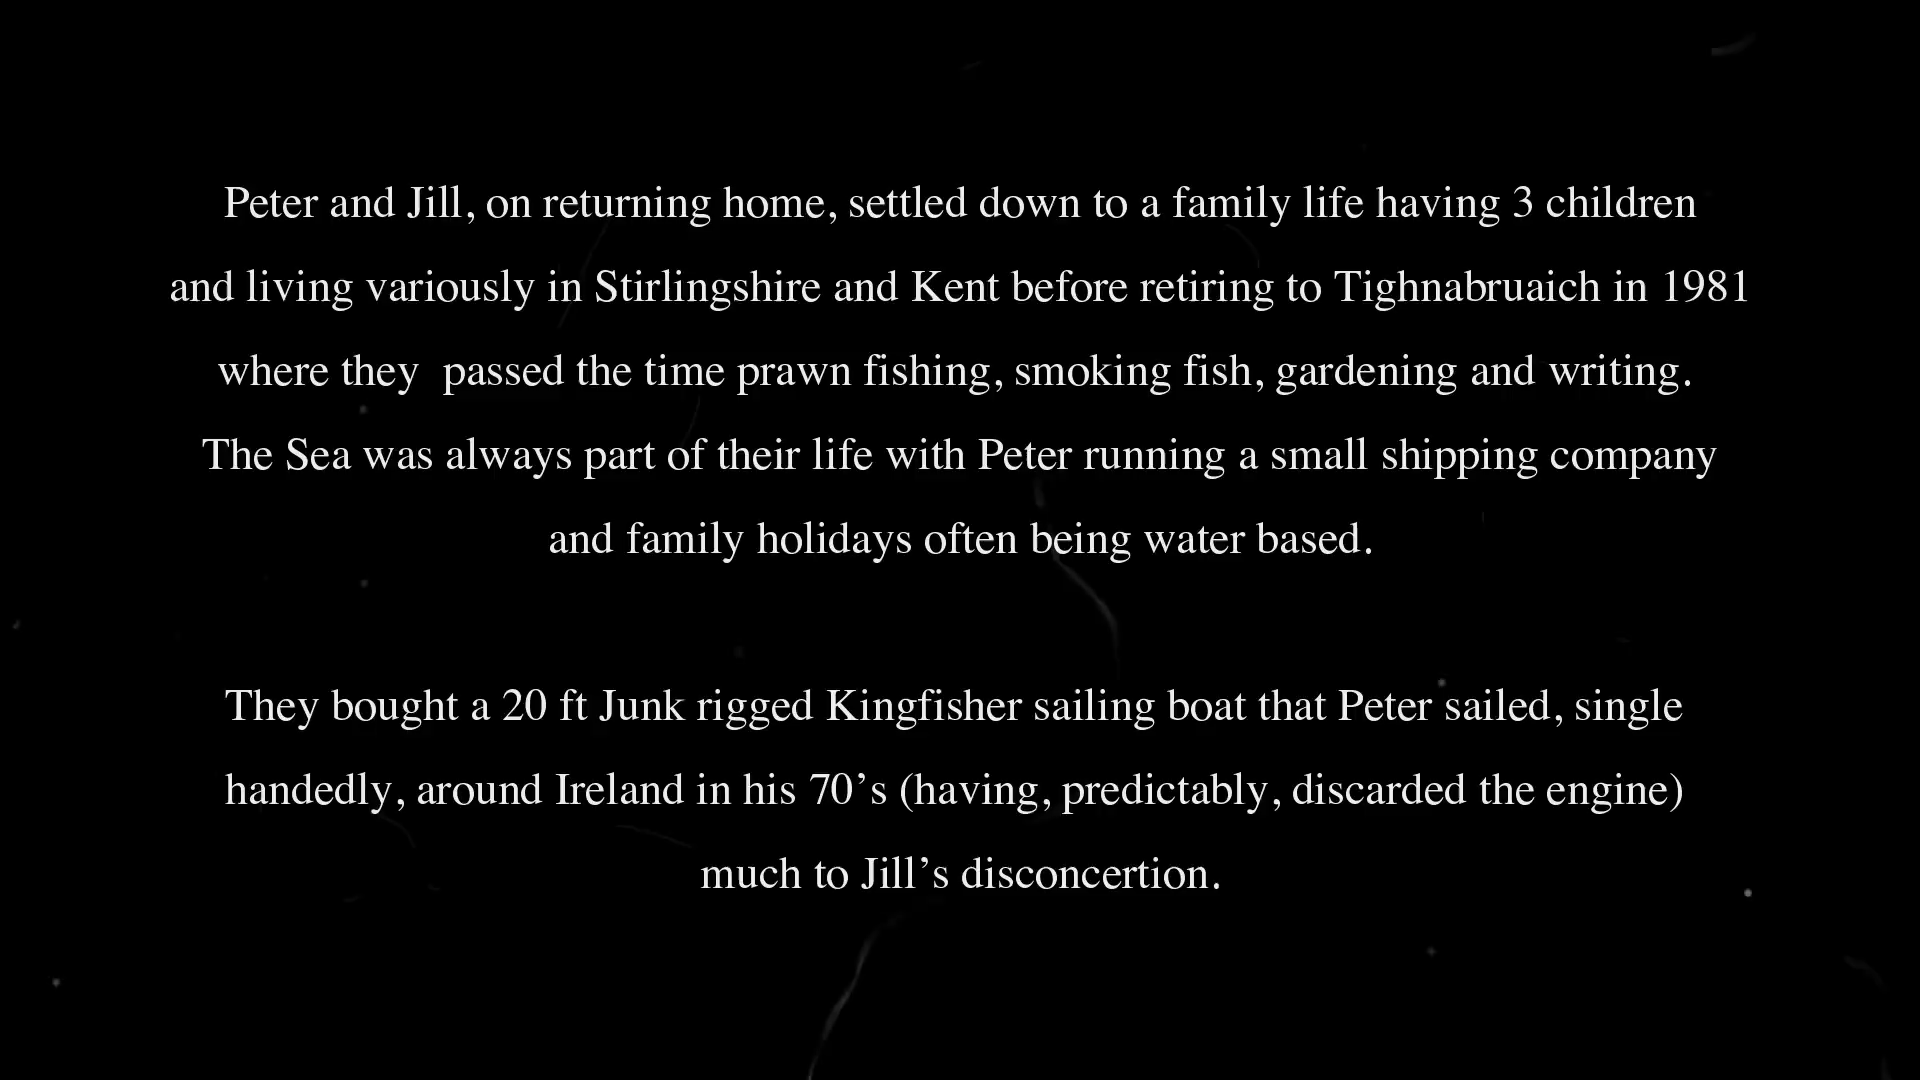 Peter and Jill, on returning home, settled down to a family life having 3 children
and living variously in Stirlingshire and Kent before retiring to Tighnabruaich in 1981
where they  passed the time prawn fishing, smoking fish, gardening and writing.
The Sea was always part of their life with Peter running a small shipping company
and family holidays often being water based.
They bought a 20 ft Junk rigged Kingfisher sailing boat that Peter sailed, single
handedly, around Ireland in his 70’s (having, predictably, discarded the engine)
much to Jill’s disconcertion.